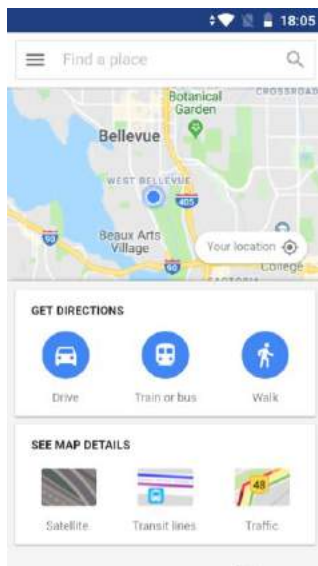 18:05
Find a place
CROSSROAD
Botanical
Garden
Bellevue
WEST BELLEVUE
405
Beaux Arts
Village
90
Your location
90
College
GET DIRECTIONS
Drive
Train or bus
Walk
SEE MAP DETAILS
48
Satellite
Transit lines
Traffic